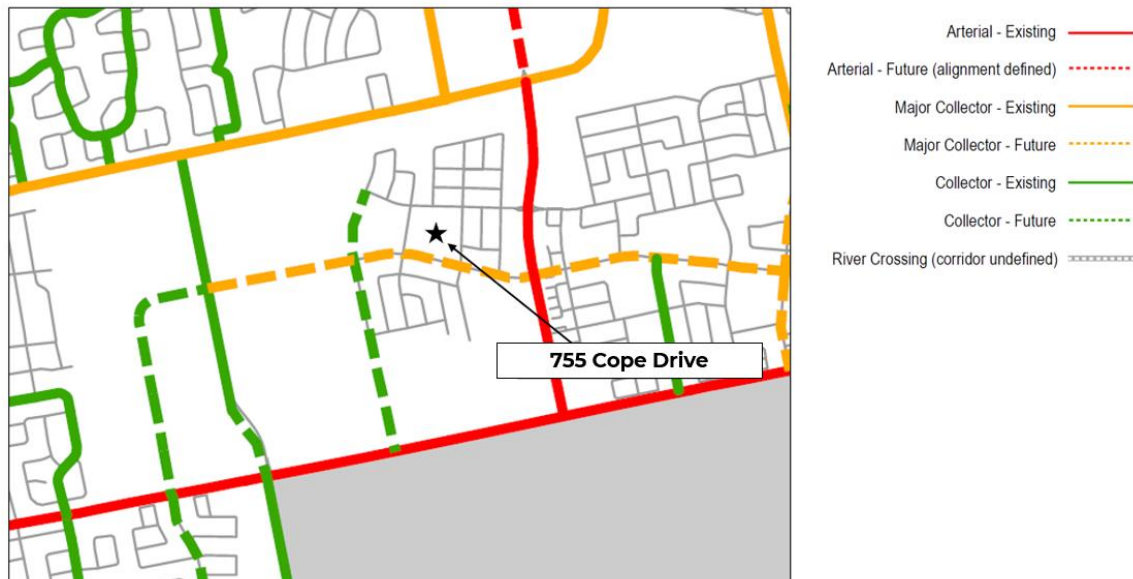 Arterial - Existing
Arterial - Future (alignment defined)
Major Collector - Existing
Major Collector - Future
Collector - Existing
Collector - Future
River Crossing (corridor undefined)
755 Cope Drive